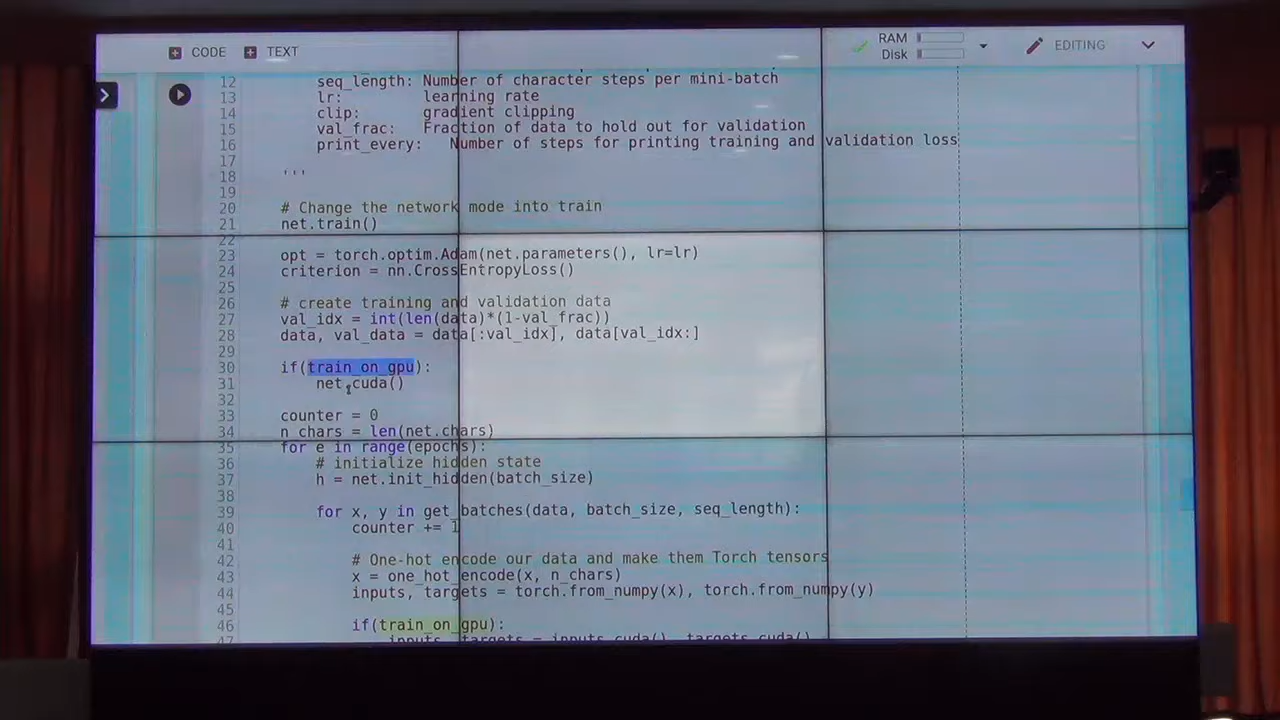 CODE TEXT RAM Disk EDITING
12 seq_length: Number of character steps per mini-batch
13 lr: learning rate
14 clip: gradient clipping
15 val_frac: Fraction of data to hold out for validation
16 print_every: Number of steps for printing training and validation loss
17
18 '''
19
20 # Change the network mode into train
21 net.train()
22
23 opt = torch.optim.Adam(net.parameters(), lr=lr)
24 criterion = nn.CrossEntropyLoss()
25
26 # create training and validation data
27 val_idx = int(len(data)*(1-val_frac))
28 data, val_data = data[:val_idx], data[val_idx:]
29
30 if(train_on_gpu):
31 net.cuda()
32
33 counter = 0
34 n_chars = len(net.chars)
35 for e in range(epochs):
36 # initialize hidden state
37 h = net.init_hidden(batch_size)
38
39 for x, y in get_batches(data, batch_size, seq_length):
40 counter += 1
41
42 # One-hot encode our data and make them Torch tensors
43 x = one_hot_encode(x, n_chars)
44 inputs, targets = torch.from_numpy(x), torch.from_numpy(y)
45
46 if(train_on_gpu):
47 inputs, targets = inputs.cuda(), targets.cuda()